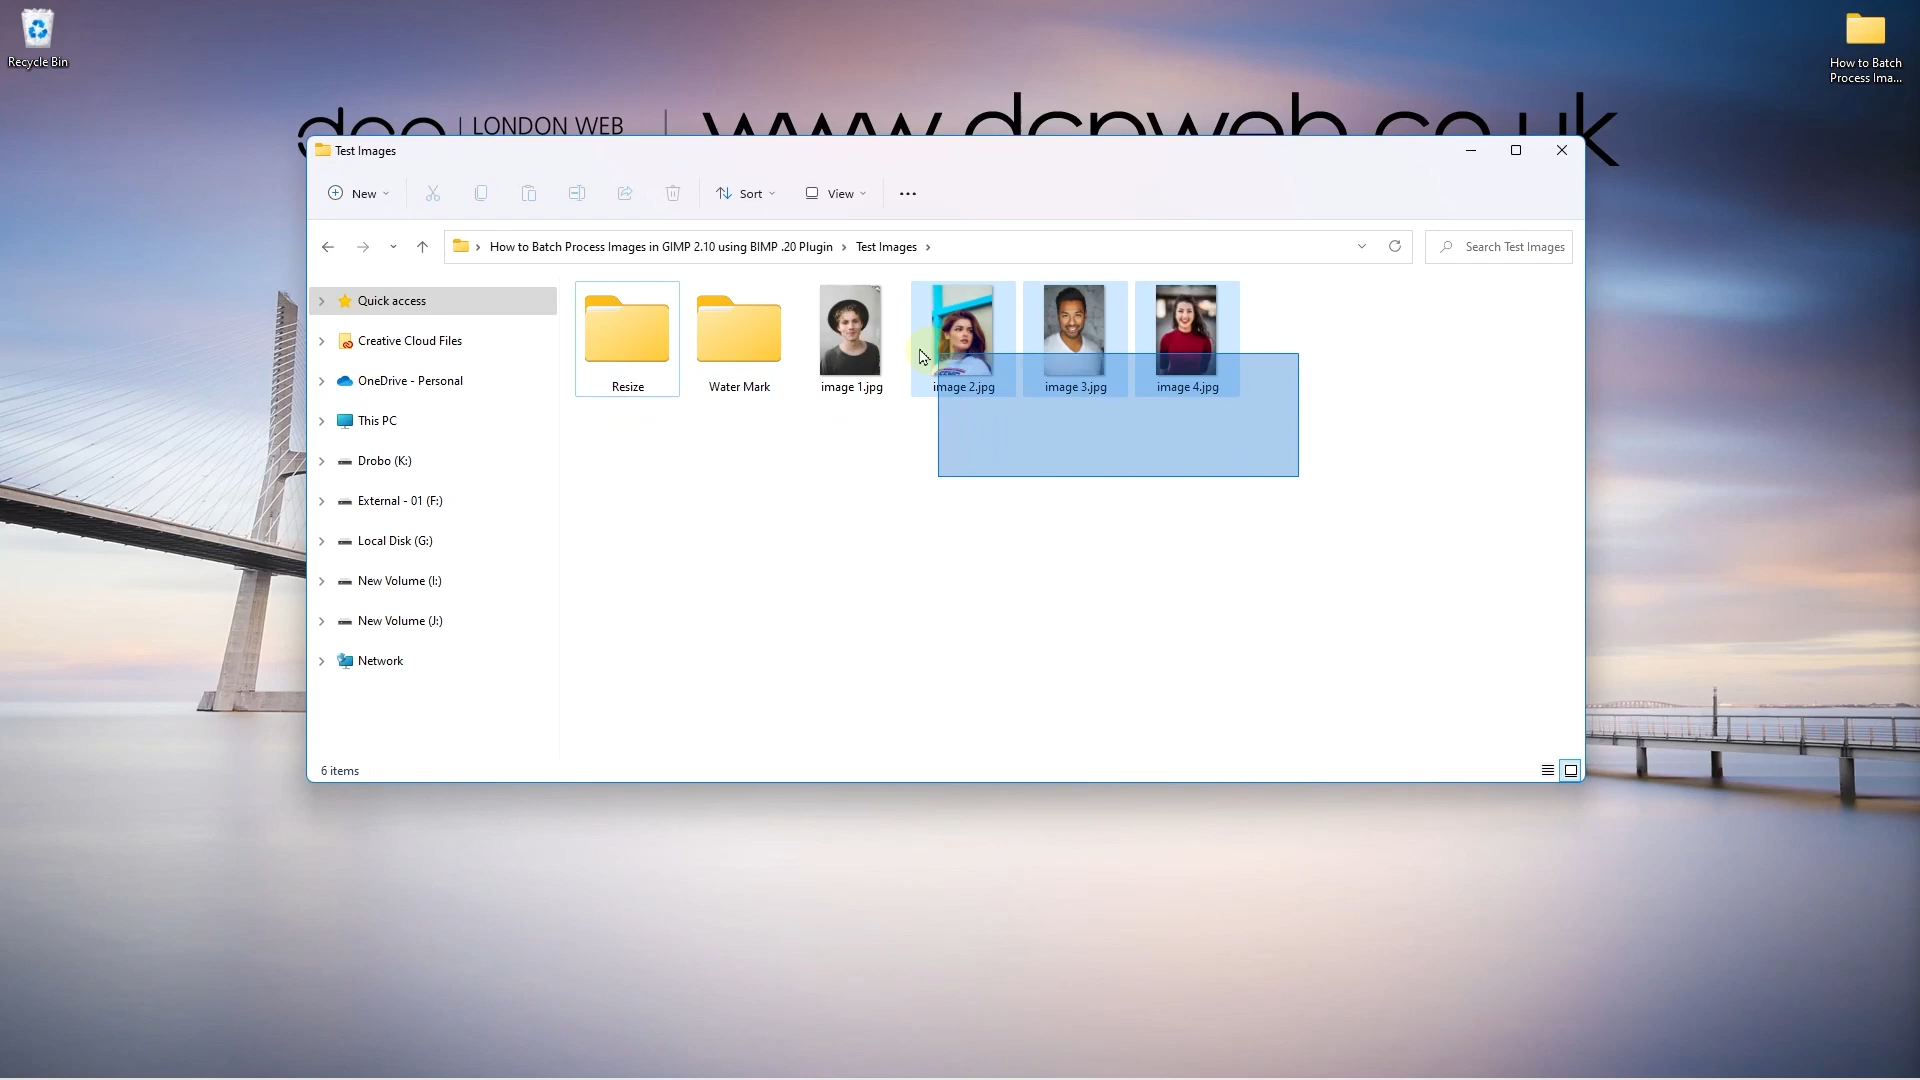 Recycle Bin
How to Batch
Process Ima...
| LONDON WEB | www.dcpweb.co.uk
Test Images
New
Sort
View
How to Batch Process Images in GIMP 2.10 using BIMP .20 Plugin
Test Images
Search Test Images
Quick access
Creative Cloud Files
OneDrive - Personal
This PC
Drobo (K:)
External - 01 (F:)
Local Disk (G:)
New Volume (I:)
New Volume (J:)
Network
Resize
Water Mark
image 1.jpg
image 2.jpg
image 3.jpg
image 4.jpg
6 items